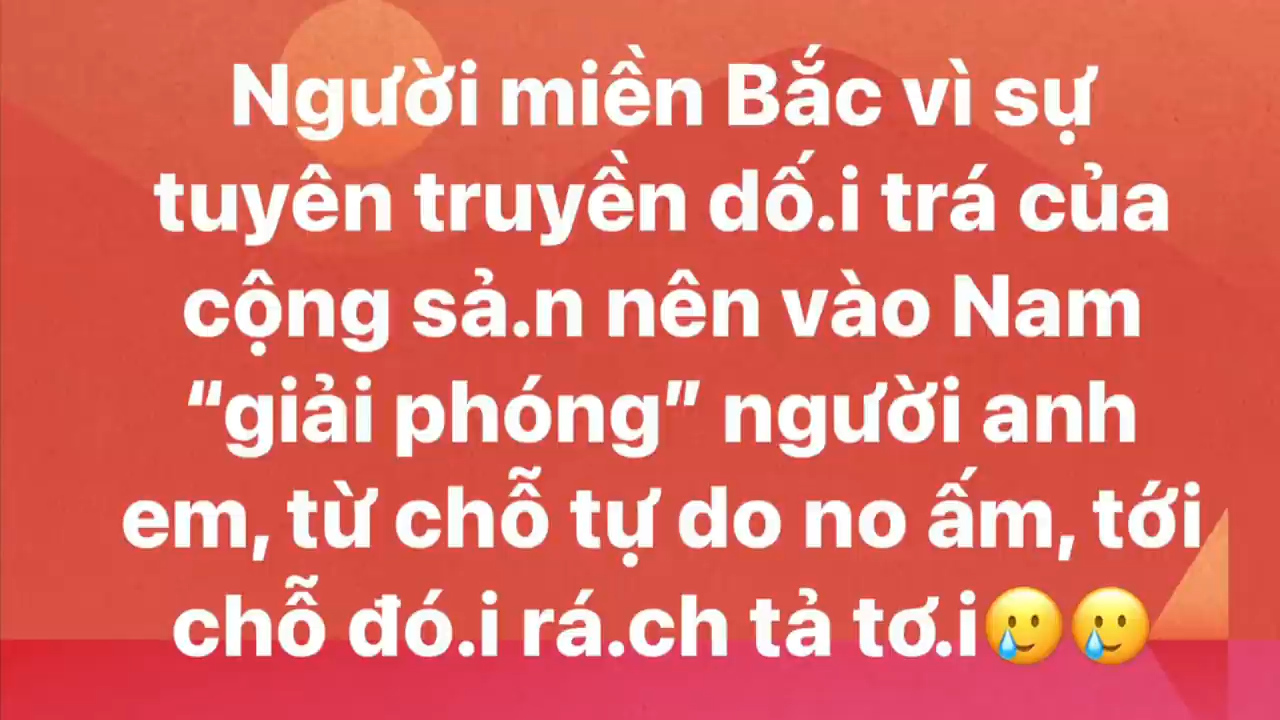 Người miền Bắc vì sự
tuyên truyền dố.i trá của
cộng sả.n nên vào Nam
“giải phóng” người anh
em, từ chỗ tự do no ấm, tới
chỗ đó.i rá.ch tả tơ.i🥲🥲